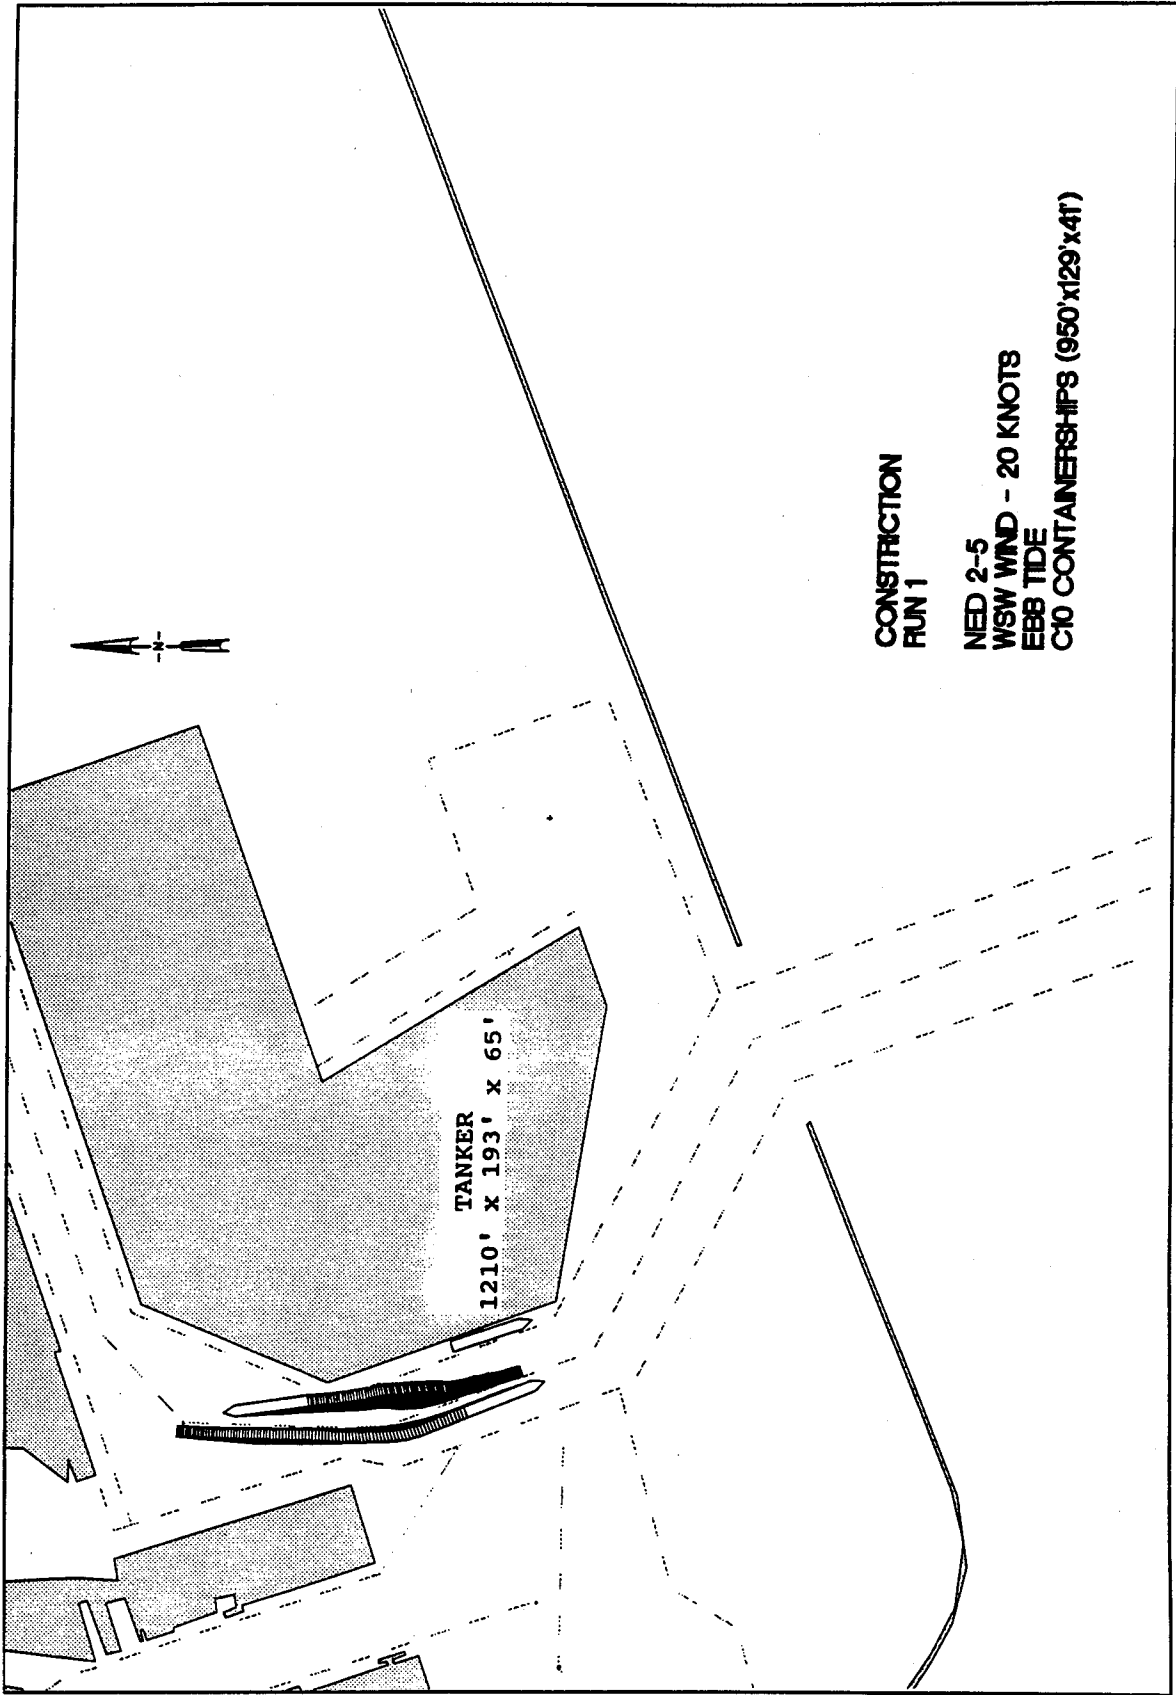 N
TANKER
1210' x 193' x 65'
CONSTRICTION
RUN 1
NED 2-5
WSW WIND - 20 KNOTS
EBB TIDE
C10 CONTAINERSHIPS (950'x129'x41')